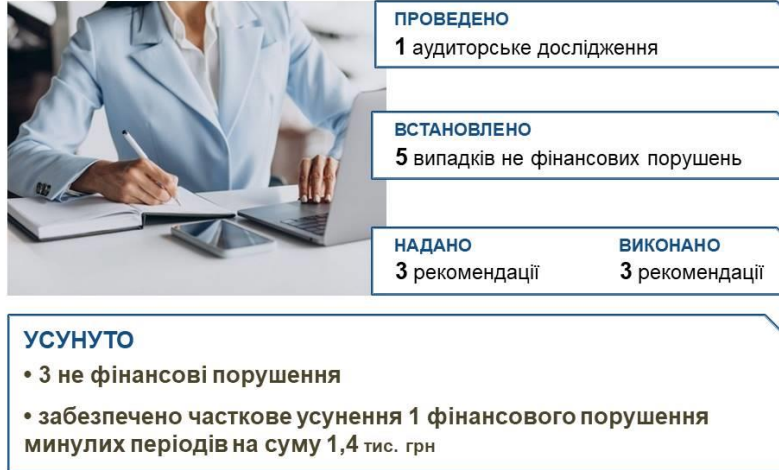 ПРОВЕДЕНО
1 аудиторське дослідження
ВСТАНОВЛЕНО
5 випадків не фінансових порушень
НАДАНО
3 рекомендації
ВИКОНАНО
3 рекомендації
УСУНУТО
• 3 не фінансові порушення
• забезпечено часткове усунення 1 фінансового порушення
минулих періодів на суму 1,4 тис. грн